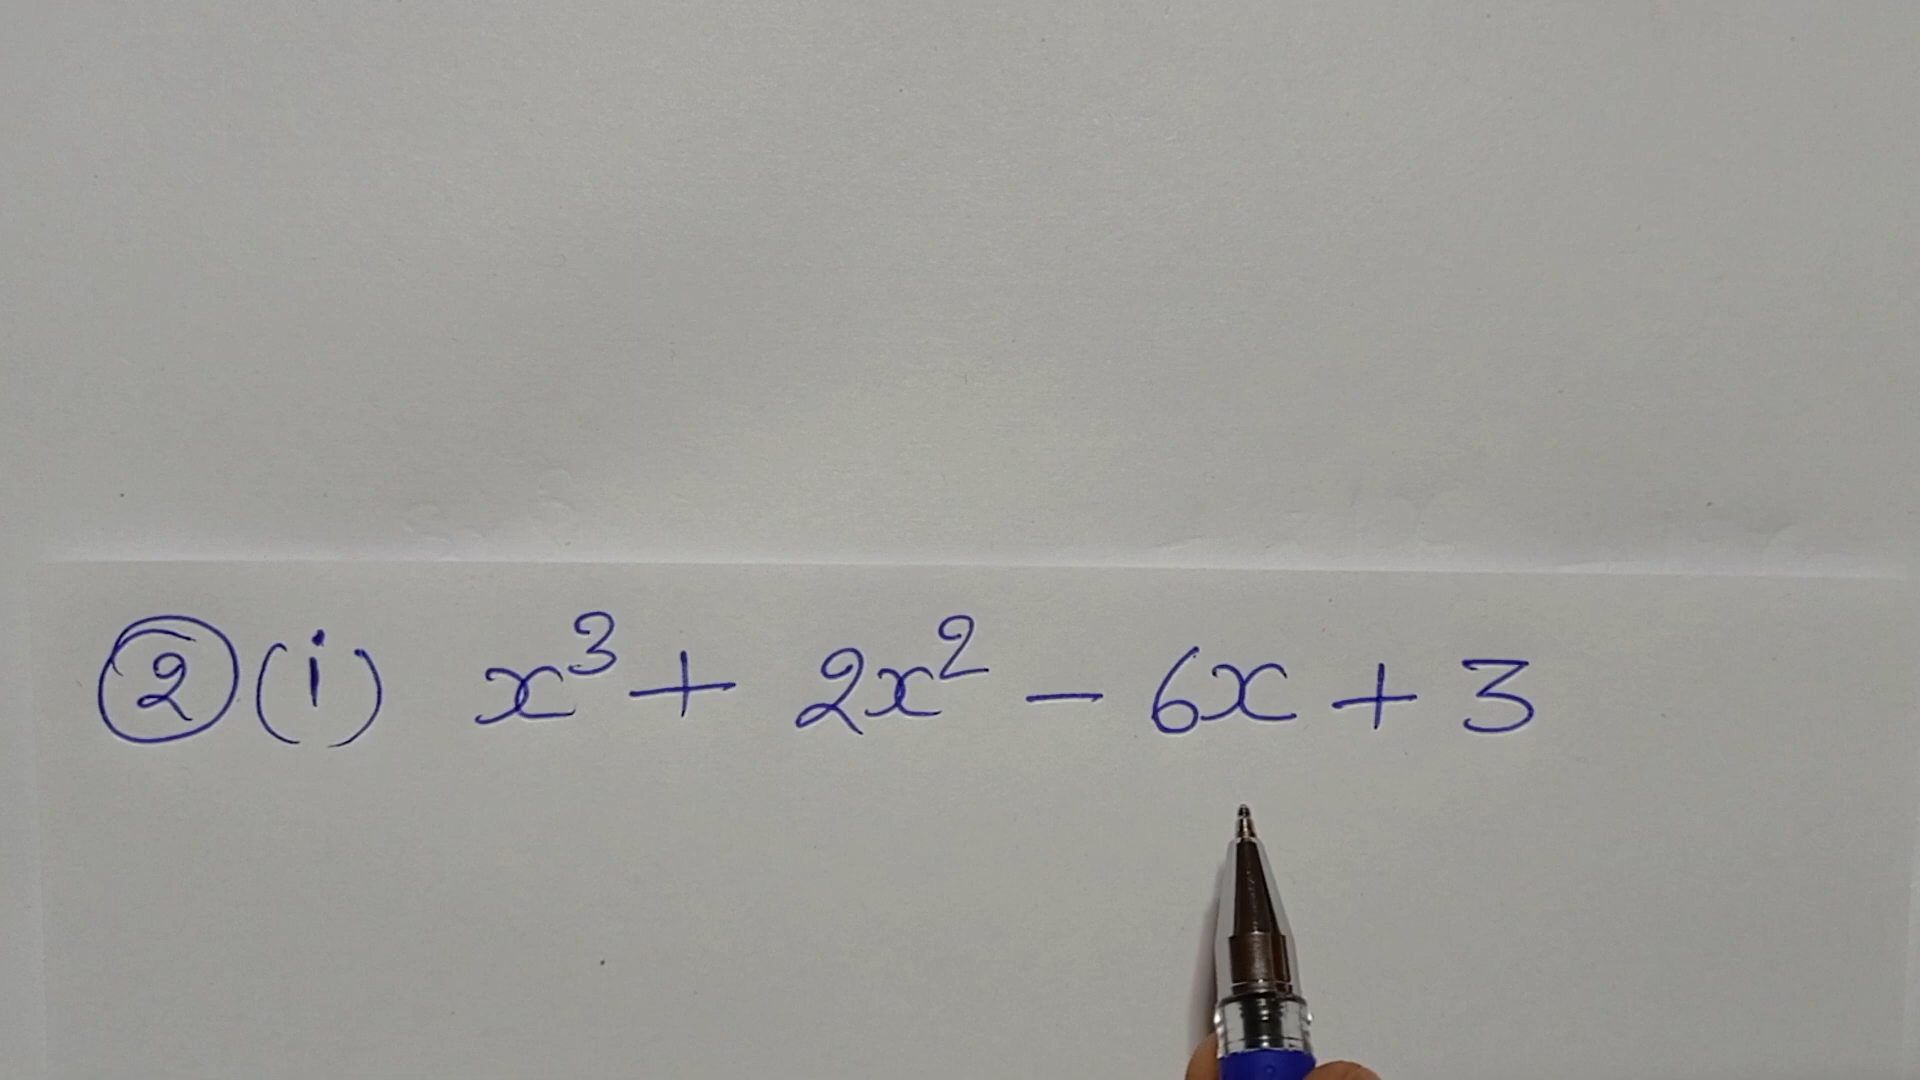 ② (i) x³ + 2x² - 6x + 3